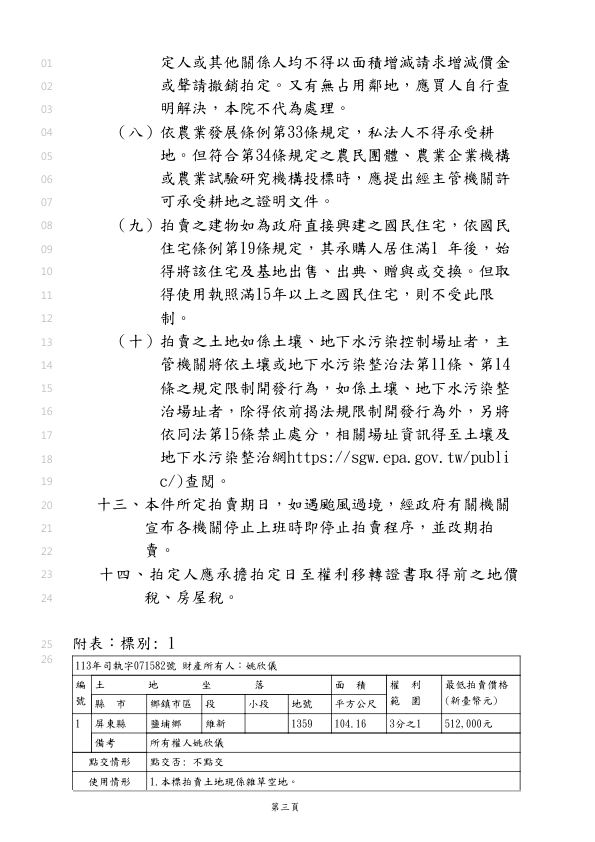 01 定人或其他關係人均不得以面積增減請求增減價金
02 或聲請撤銷拍定。又有無占用鄰地，應買人自行查
03 明解決，本院不代為處理。
04 （八）依農業發展條例第33條規定，私法人不得承受耕
05 地。但符合第34條規定之農民團體、農業企業機構
06 或農業試驗研究機構投標時，應提出經主管機關許
07 可承受耕地之證明文件。
08 （九）拍賣之建物如為政府直接興建之國民住宅，依國民
09 住宅條例第19條規定，其承購人居住滿1 年後，始
10 得將該住宅及基地出售、出典、贈與或交換。但取
11 得使用執照滿15年以上之國民住宅，則不受此限
12 制。
13 （十）拍賣之土地如係土壤、地下水污染控制場址者，主
14 管機關將依土壤或地下水污染整治法第11條、第14
15 條之規定限制開發行為，如係土壤、地下水污染整
16 治場址者，除得依前揭法規限制開發行為外，另將
17 依同法第15條禁止處分，相關場址資訊得至土壤及
18 地下水污染整治網https://sgw.epa.gov.tw/publi
19 c/)查閱。
20 十三、本件所定拍賣期日，如遇颱風過境，經政府有關機關
21 宣布各機關停止上班時即停止拍賣程序，並改期拍
22 賣。
23 十四、拍定人應承擔拍定日至權利移轉證書取得前之地價
24 稅、房屋稅。
25 附表：標別: 1
26
113年司執字071582號 財產所有人：姚欣儀
編號 土 地 坐 落 面 積 權 利 範 圍 最低拍賣價格 (新臺幣元)
縣 市 鄉鎮市區 段 小段 地號 平方公尺
1 屏東縣 鹽埔鄉 維新 1359 104.16 3分之1 512,000元
備考 所有權人姚欣儀
點交情形 點交否: 不點交
使用情形 1.本標拍賣土地現係雜草空地。
第三頁